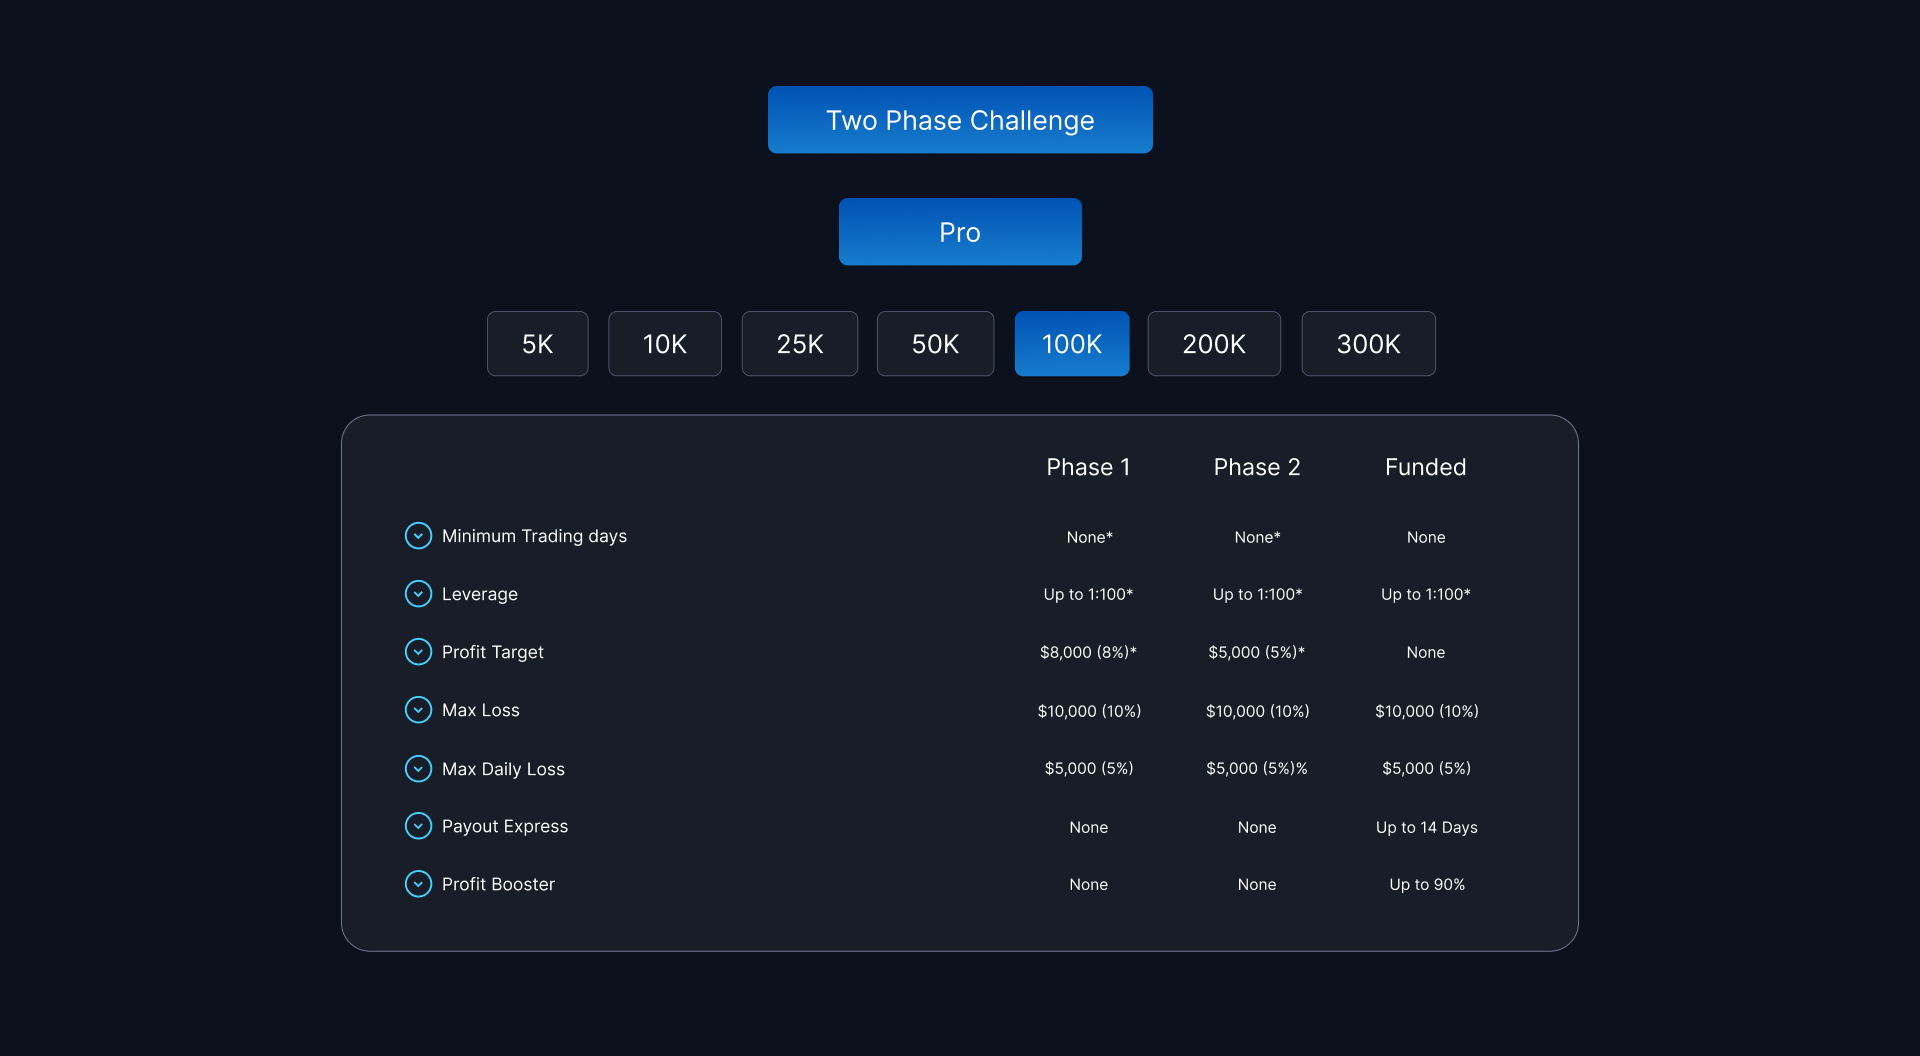 Two Phase Challenge
Pro
5K 10K 25K 50K 100K 200K 300K
Phase 1 Phase 2 Funded
Minimum Trading days None* None* None
Leverage Up to 1:100* Up to 1:100* Up to 1:100*
Profit Target $8,000 (8%)* $5,000 (5%)* None
Max Loss $10,000 (10%) $10,000 (10%) $10,000 (10%)
Max Daily Loss $5,000 (5%) $5,000 (5%)% $5,000 (5%)
Payout Express None None Up to 14 Days
Profit Booster None None Up to 90%